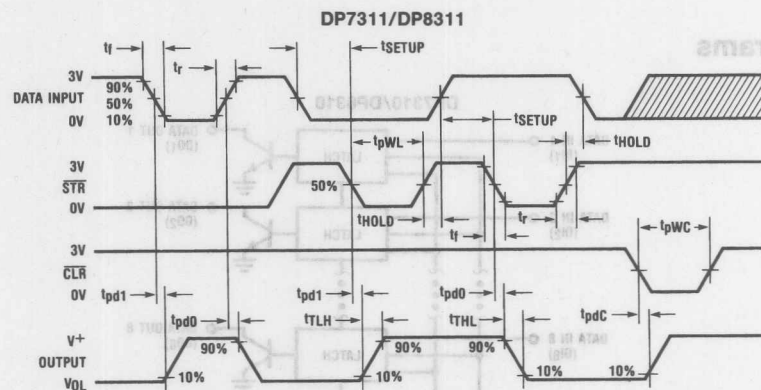 DP7311/DP8311
tf
tr
tSETUP
3V
90%
DATA INPUT
50%
0V
10%
tpWL
tSETUP
tHOLD
3V
STR
50%
0V
tHOLD
tf
tr
tpWC
3V
CLR
0V
tpd1
tpd0
tpd1
tTLH
tpd0
tTHL
tpdC
V+
OUTPUT
VOL
90%
90%
90%
10%
10%
10%
10%